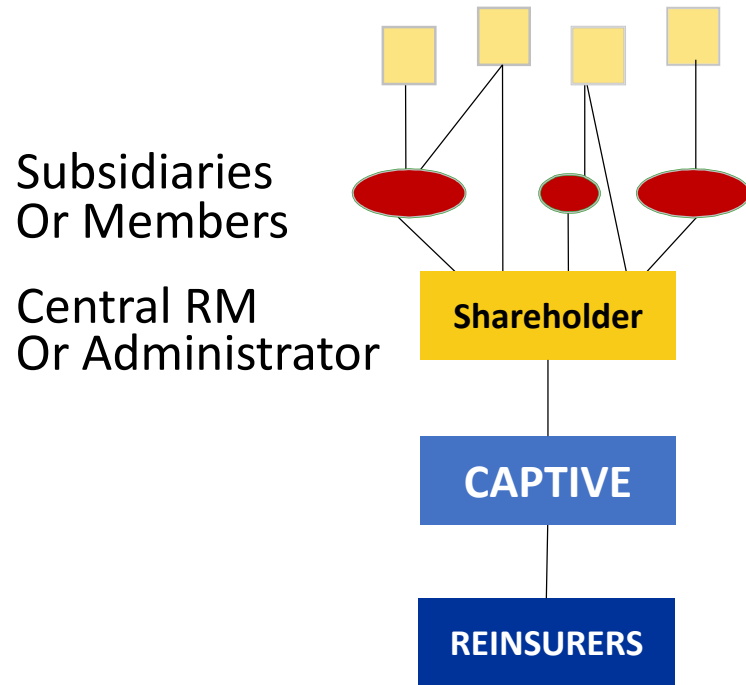 Subsidiaries
Or Members
Central RM
Or Administrator
Shareholder
CAPTIVE
REINSURERS